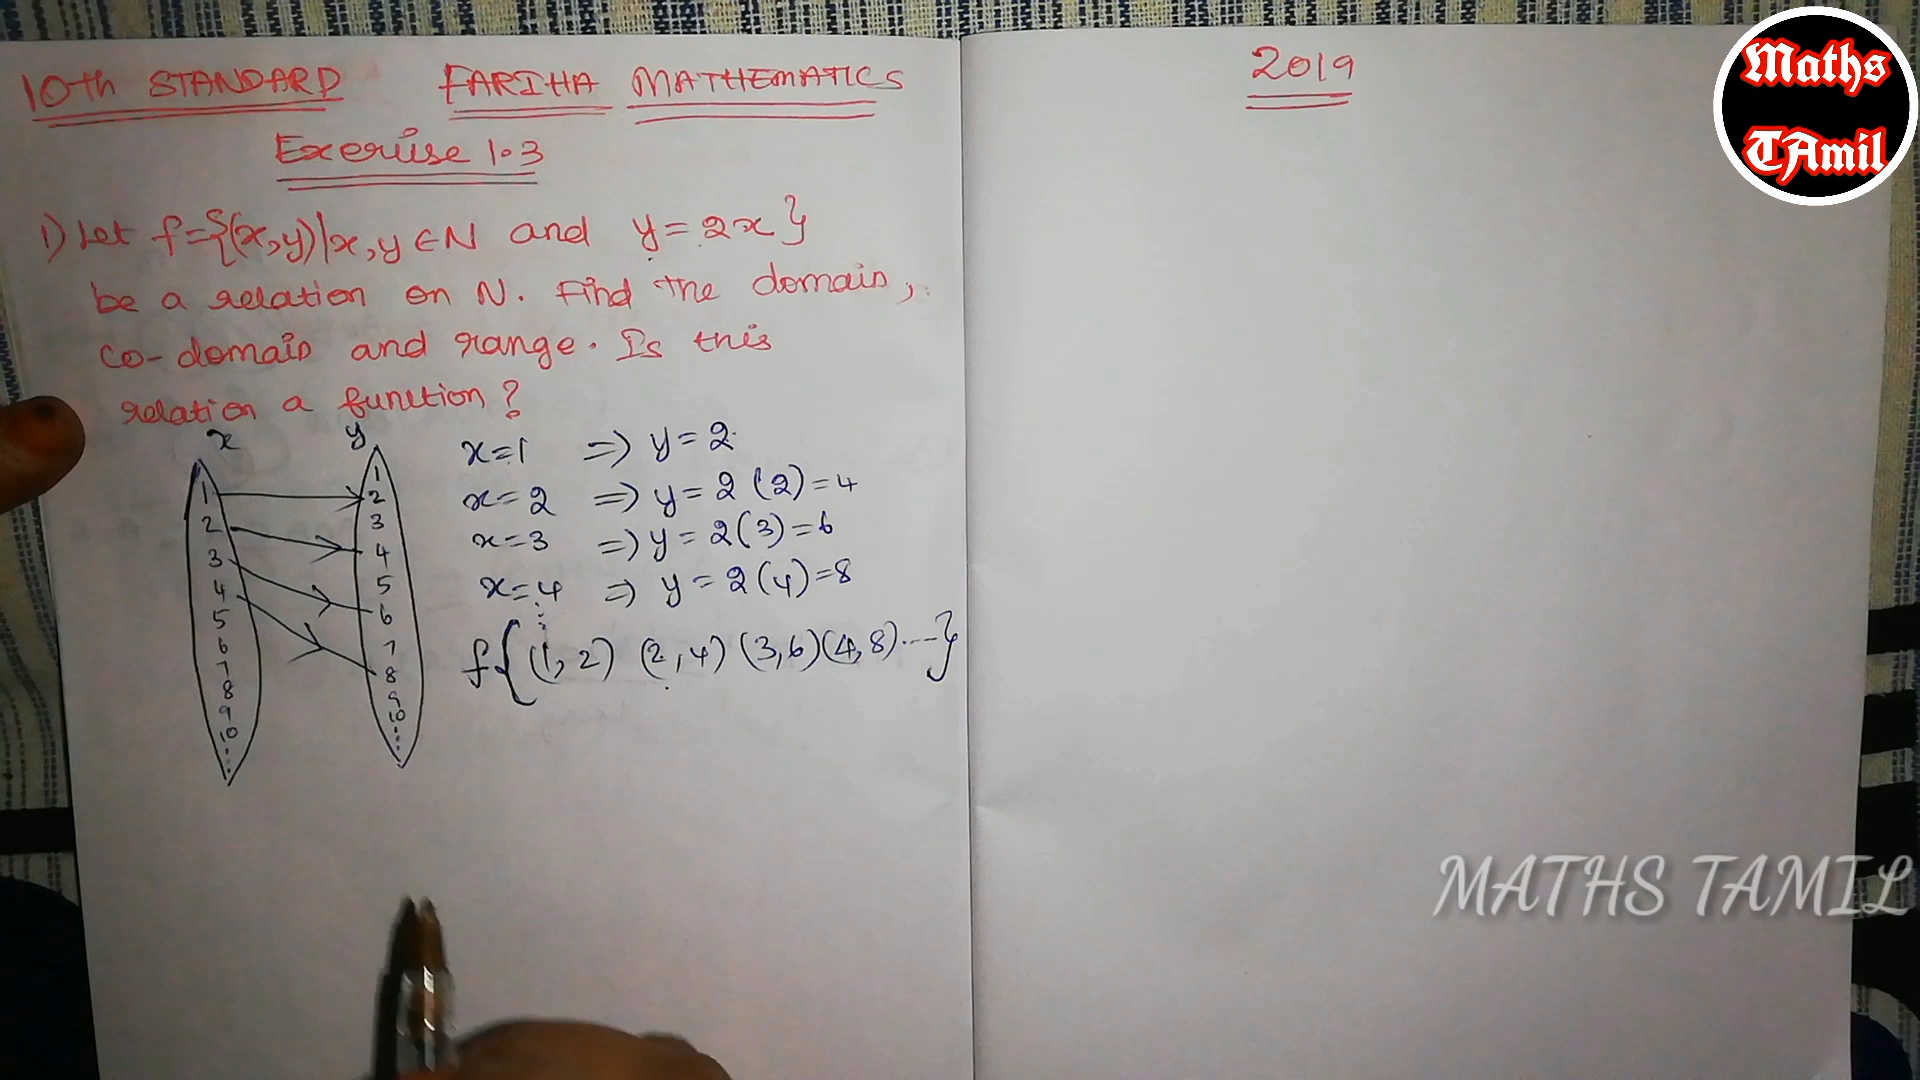 10th STANDARD FARIHA MATHEMATICS
Exercise 1.3
1) Let f={(x,y)|x,y ∈ N and y = 2x}
be a relation on N. Find the domain,
co-domain and range. Is this
relation a function?
x y
1 1
2 2
3 3
4 4
5 5
6 6
7 7
8 8
9 9
10 10
x=1 => y=2
x=2 => y=2(2)=4
x=3 => y=2(3)=6
x=4 => y=2(4)=8
f{(1,2) (2,4) (3,6)(4,8)....}
2019
Maths
TAmil
MATHS TAMIL